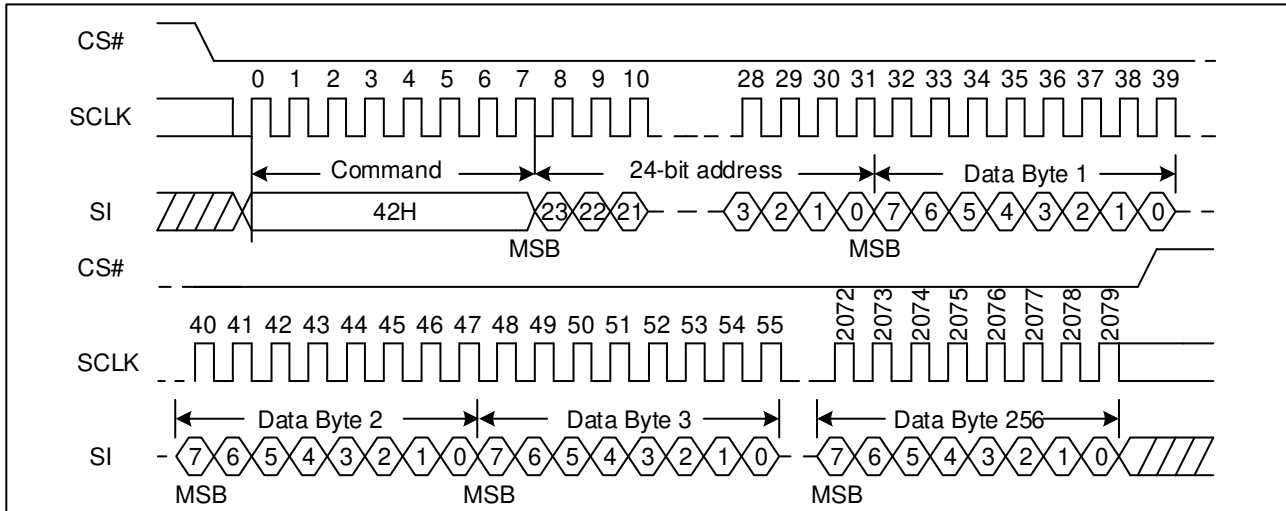 CS#
0 1 2 3 4 5 6 7 8 9 10 28 29 30 31 32 33 34 35 36 37 38 39
SCLK
Command 24-bit address Data Byte 1
SI 42H 23 22 21 3 2 1 0 7 6 5 4 3 2 1 0
MSB MSB
CS#
40 41 42 43 44 45 46 47 48 49 50 51 52 53 54 55 2072 2073 2074 2075 2076 2077 2078 2079
SCLK
Data Byte 2 Data Byte 3 Data Byte 256
SI 7 6 5 4 3 2 1 0 7 6 5 4 3 2 1 0 7 6 5 4 3 2 1 0
MSB MSB MSB